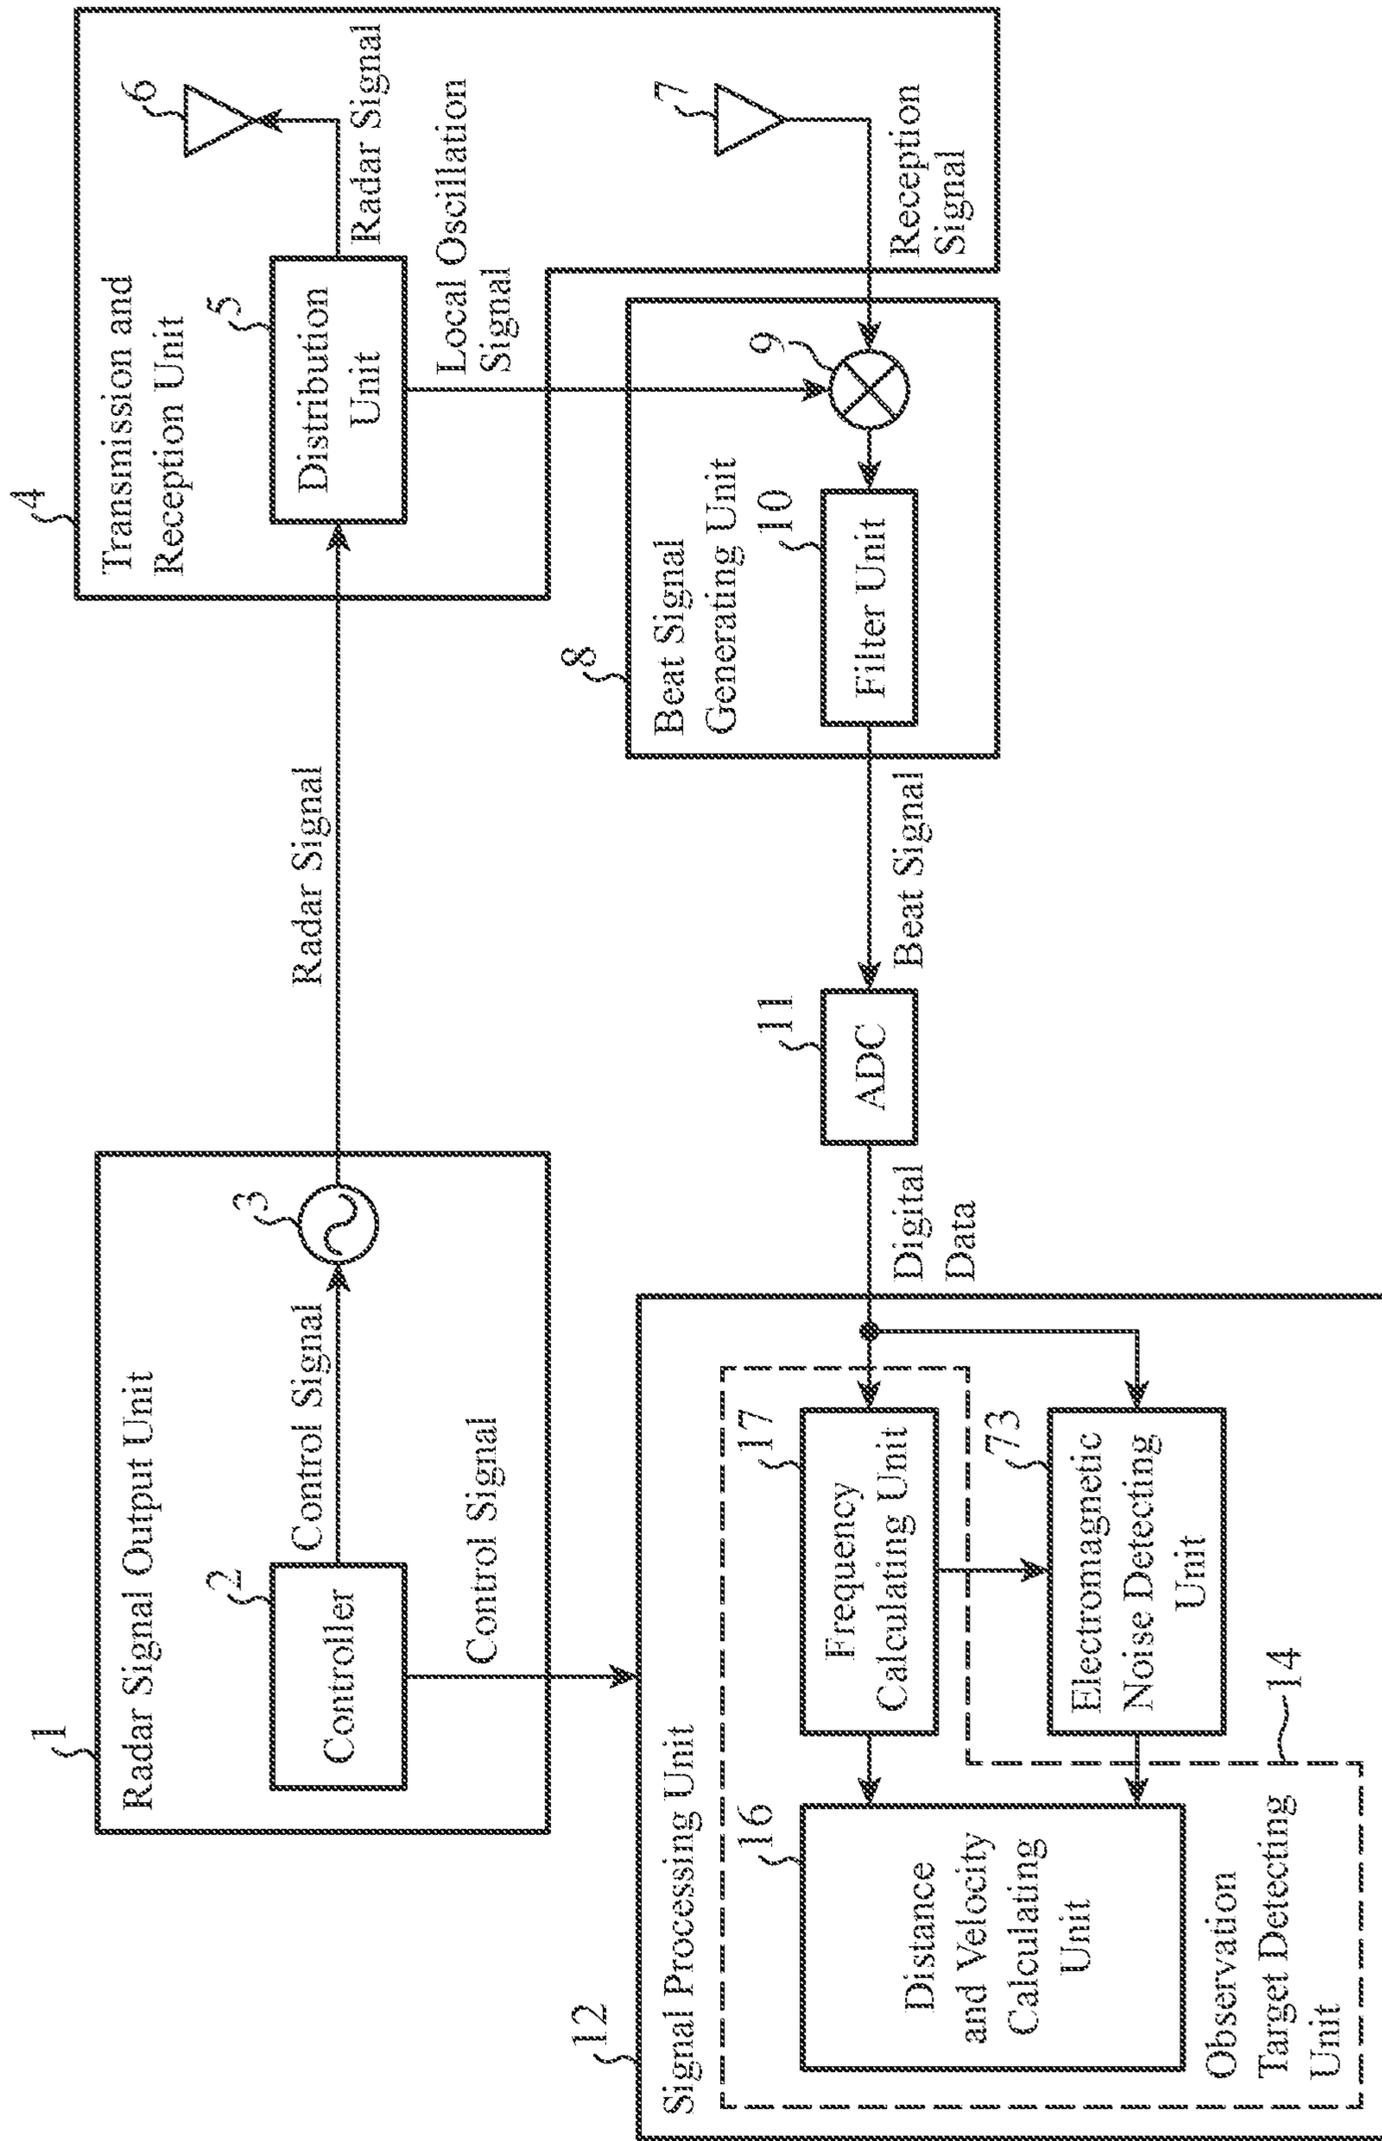 1
Radar Signal Output Unit
2
Controller
Control Signal
3
Control Signal
Radar Signal
4
Transmission and
Reception Unit
5
Distribution
Unit
6
Radar Signal
Local Oscillation
Signal
7
Reception
Signal
8
Beat Signal
Generating Unit
9
10
Filter Unit
Beat Signal
11
ADC
Digital
Data
12
Signal Processing Unit
17
Frequency
Calculating Unit
73
Electromagnetic
Noise Detecting
Unit
16
Distance
and Velocity
Calculating
Unit
14
Observation
Target Detecting
Unit